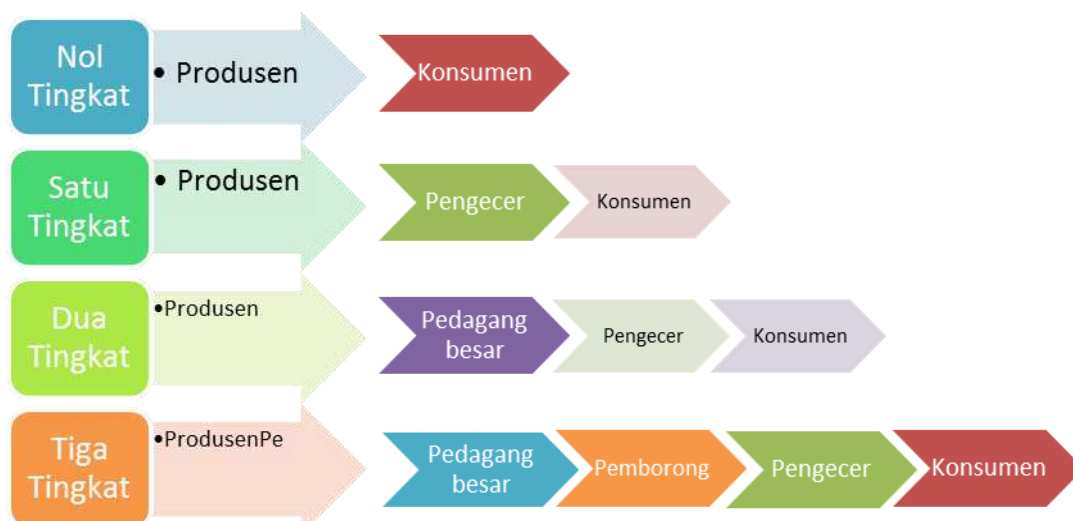 Nol
Tingkat
• Produsen
Konsumen
Satu
Tingkat
• Produsen
Pengecer
Konsumen
Dua
Tingkat
•Produsen
Pedagang
besar
Pengecer
Konsumen
Tiga
Tingkat
•ProdusenPe
Pedagang
besar
Pemborong
Pengecer
Konsumen